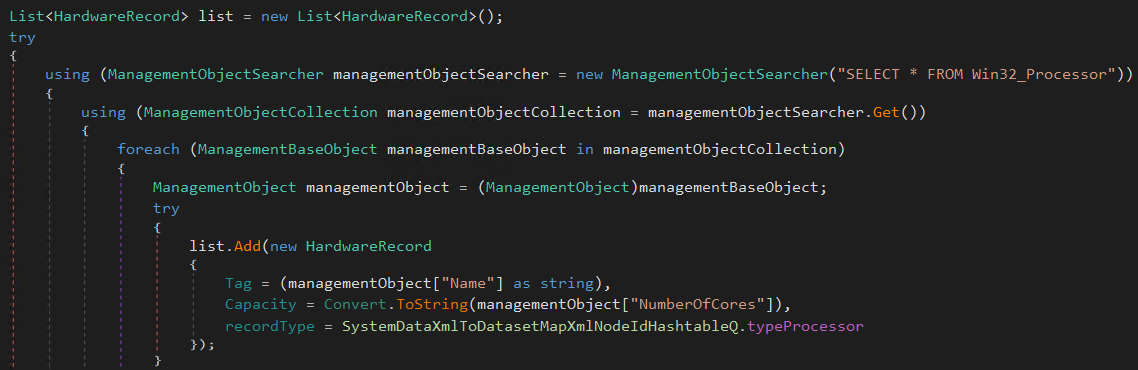 List<HardwareRecord> list = new List<HardwareRecord>();
try
{
using (ManagementObjectSearcher managementObjectSearcher = new ManagementObjectSearcher("SELECT * FROM Win32_Processor"))
{
using (ManagementObjectCollection managementObjectCollection = managementObjectSearcher.Get())
{
foreach (ManagementBaseObject managementBaseObject in managementObjectCollection)
{
ManagementObject managementObject = (ManagementObject)managementBaseObject;
try
{
list.Add(new HardwareRecord
{
Tag = (managementObject["Name"] as string),
Capacity = Convert.ToString(managementObject["NumberOfCores"]),
recordType = SystemDataXmlToDatasetMapXmlNodeIdHashtableQ.typeProcessor
});
}